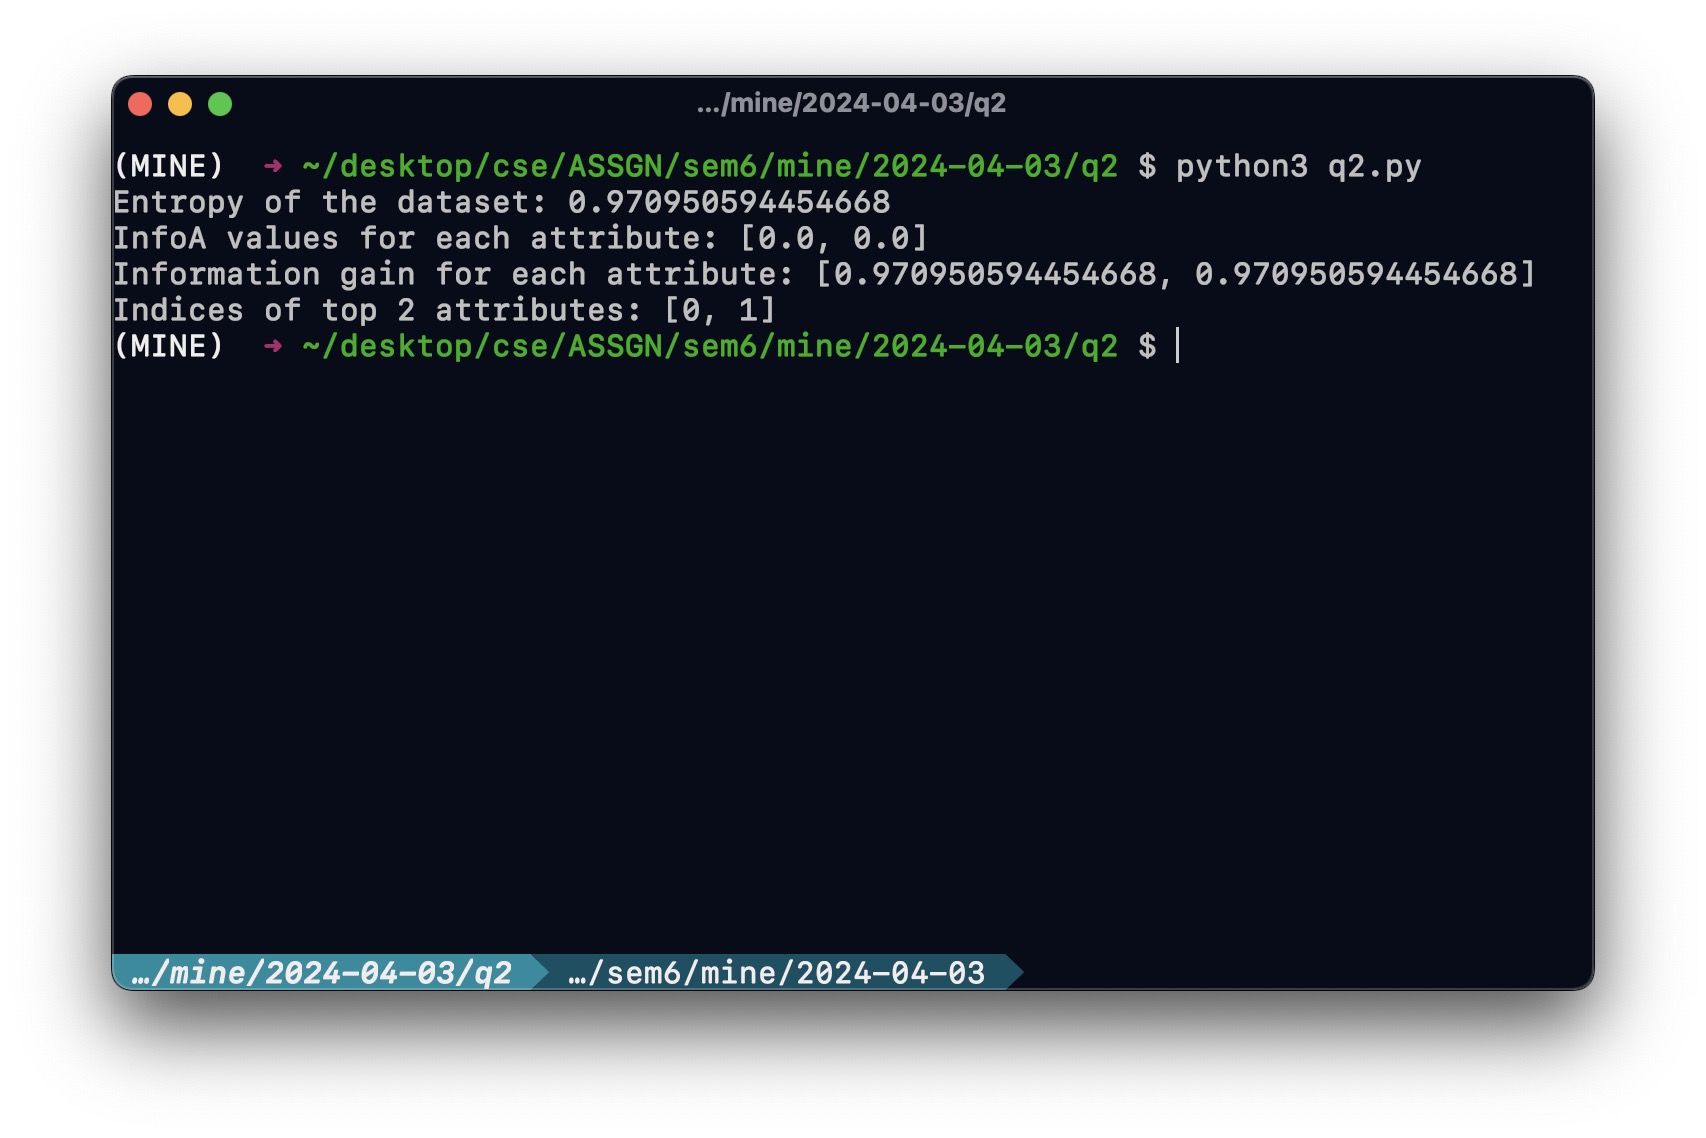 …/mine/2024-04-03/q2
(MINE) ➜ ~/desktop/cse/ASSGN/sem6/mine/2024-04-03/q2 $ python3 q2.py
Entropy of the dataset: 0.970950594454668
InfoA values for each attribute: [0.0, 0.0]
Information gain for each attribute: [0.970950594454668, 0.970950594454668]
Indices of top 2 attributes: [0, 1]
(MINE) ➜ ~/desktop/cse/ASSGN/sem6/mine/2024-04-03/q2 $
…/mine/2024-04-03/q2 …/sem6/mine/2024-04-03